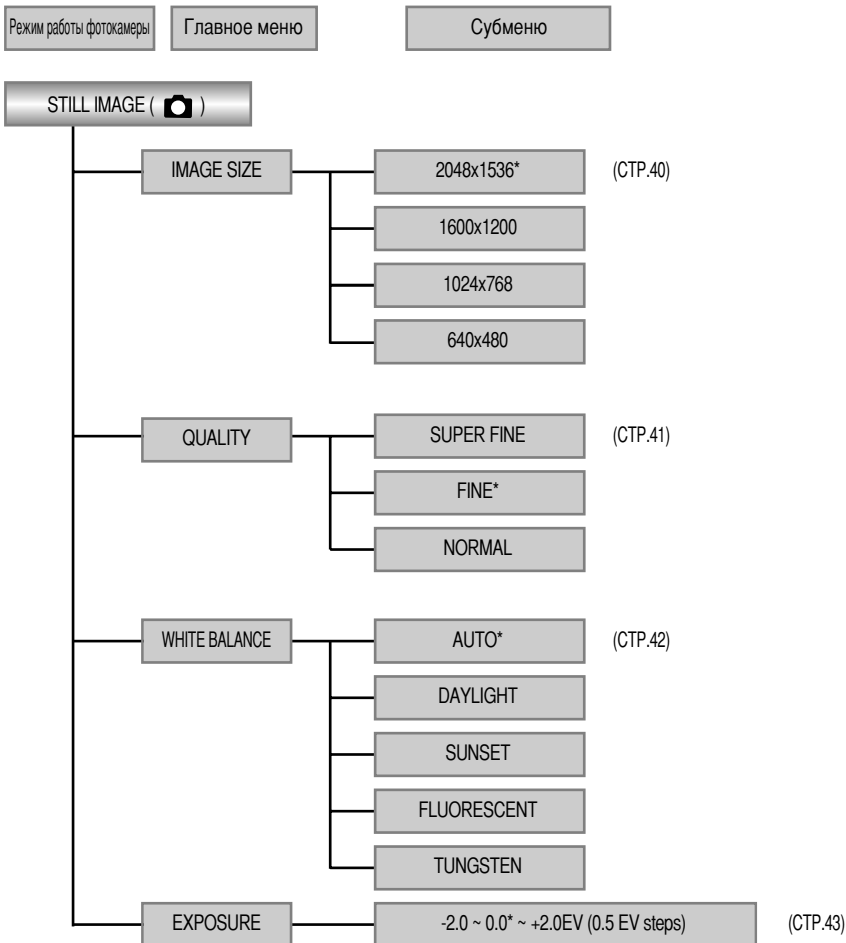 Режим работы фотокамеры Главное меню Субменю
STILL IMAGE ( )
IMAGE SIZE 2048x1536* (СТР.40)
1600x1200
1024x768
640x480
QUALITY SUPER FINE (СТР.41)
FINE*
NORMAL
WHITE BALANCE AUTO* (СТР.42)
DAYLIGHT
SUNSET
FLUORESCENT
TUNGSTEN
EXPOSURE -2.0 ~ 0.0* ~ +2.0EV (0.5 EV steps) (СТР.43)